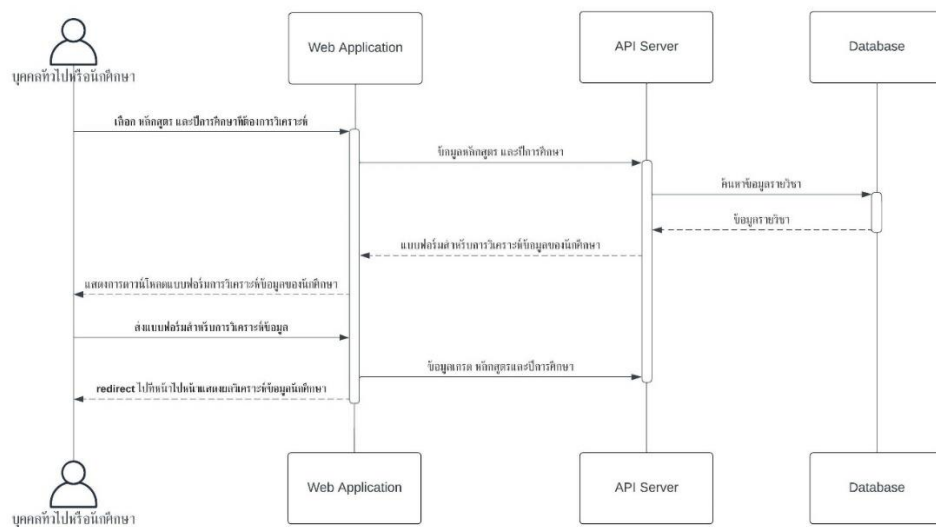 Web Application
API Server
Database
บุคคลทั่วไปหรือนักศึกษา
เลือก หลักสูตร และปีการศึกษาที่ต้องการวิเคราะห์
ข้อมูลหลักสูตร และปีการศึกษา
ค้นหาข้อมูลรายวิชา
ข้อมูลรายวิชา
แบบฟอร์มสำหรับการวิเคราะห์ข้อมูลของนักศึกษา
แสดงการดาวน์โหลดแบบฟอร์มการวิเคราะห์ข้อมูลของนักศึกษา
ส่งแบบฟอร์มสำหรับการวิเคราะห์ข้อมูล
ข้อมูลเกรด หลักสูตรและปีการศึกษา
redirect ไปที่หน้าไปหน้าแสดงผลวิเคราะห์ข้อมูลนักศึกษา
Web Application
API Server
Database
บุคคลทั่วไปหรือนักศึกษา